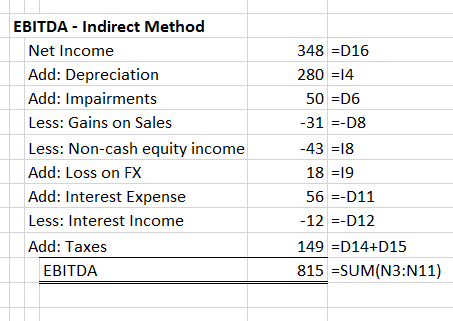 EBITDA - Indirect Method
Net Income 348 =D16
Add: Depreciation 280 =I4
Add: Impairments 50 =D6
Less: Gains on Sales -31 =-D8
Less: Non-cash equity income -43 =I8
Add: Loss on FX 18 =I9
Add: Interest Expense 56 =-D11
Less: Interest Income -12 =-D12
Add: Taxes 149 =D14+D15
EBITDA 815 =SUM(N3:N11)